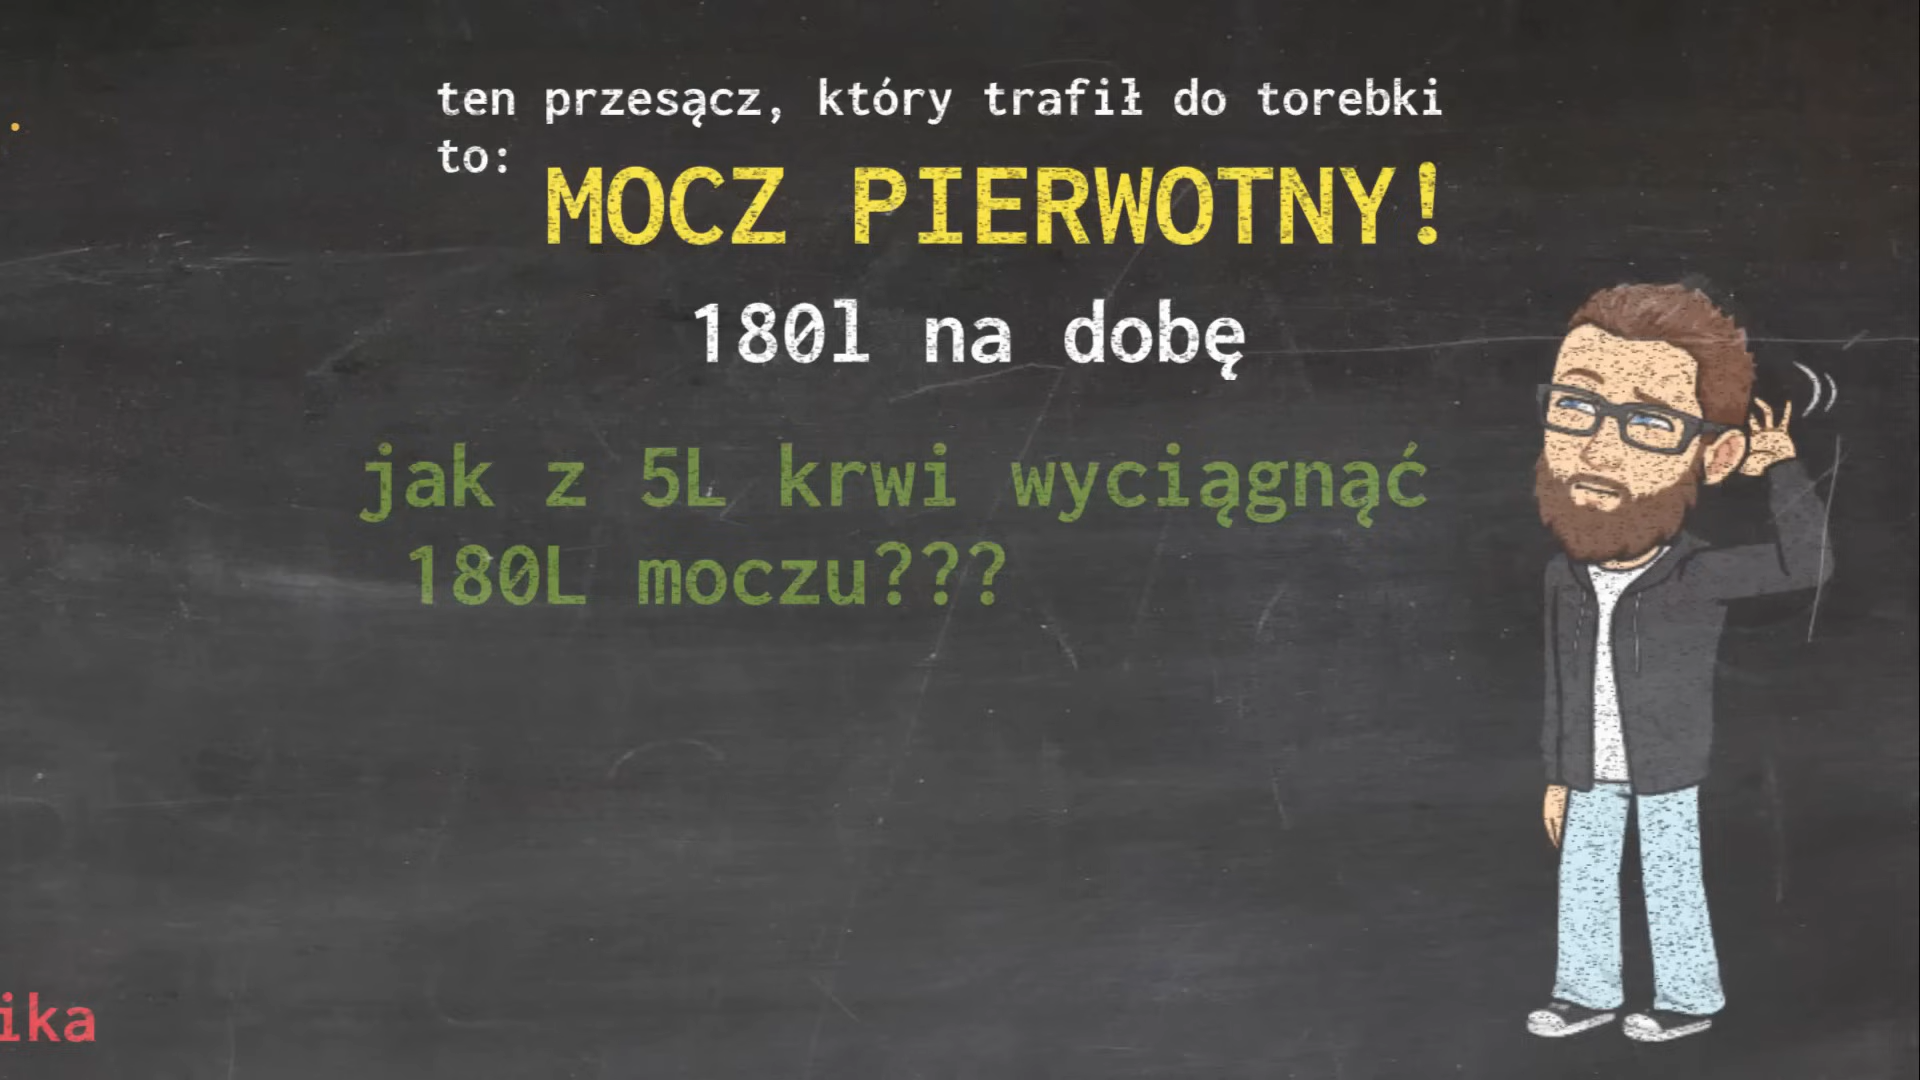 ten przesącz, który trafił do torebki
to:
MOCZ PIERWOTNY!
180l na dobę
jak z 5L krwi wyciągnąć
180L moczu???
ika